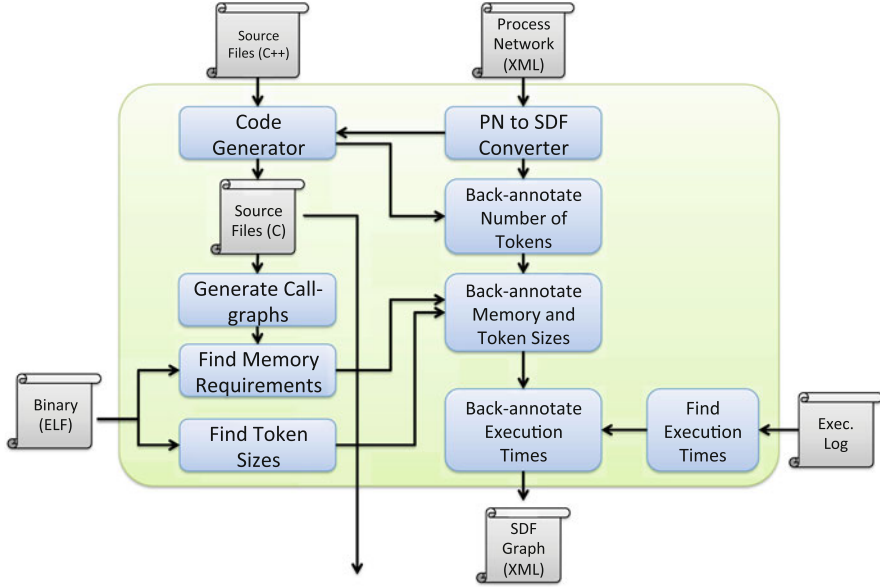 Source
Files (C++)
Process
Network
(XML)
Code
Generator
PN to SDF
Converter
Source
Files (C)
Back-annotate
Number of
Tokens
Generate Call-
graphs
Back-annotate
Memory and
Token Sizes
Find Memory
Requirements
Binary
(ELF)
Find Token
Sizes
Back-annotate
Execution
Times
Find
Execution
Times
Exec.
Log
SDF
Graph
(XML)